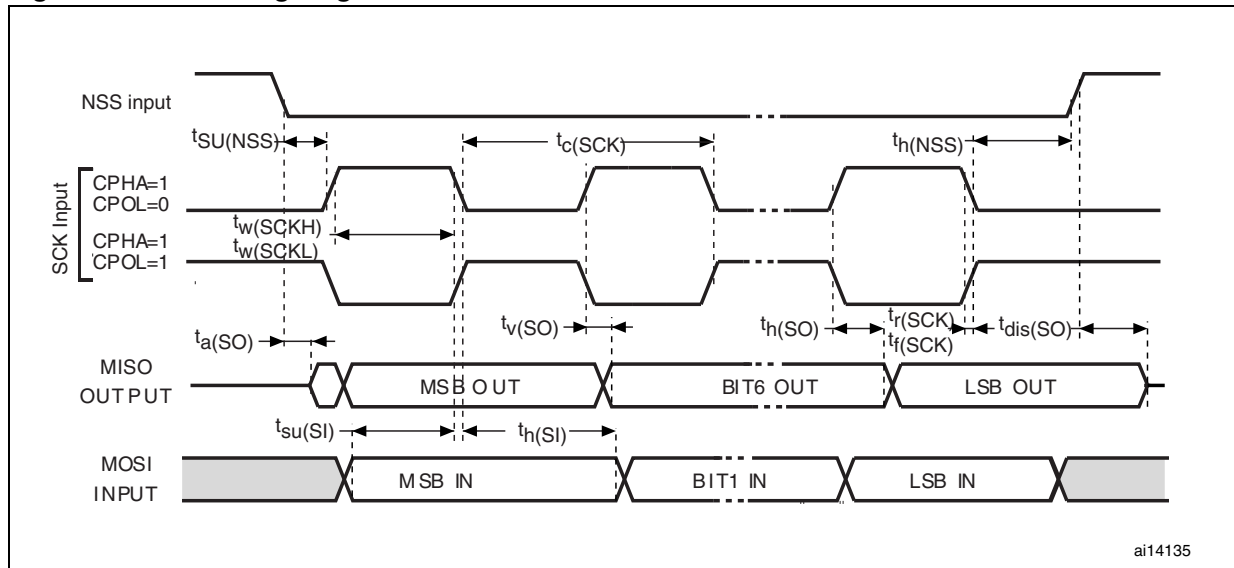 NSS input
tSU(NSS)
tc(SCK)
th(NSS)
SCK Input
CPHA=1
CPOL=0
tw(SCKH)
tw(SCKL)
CPHA=1
CPOL=1
ta(SO)
tv(SO)
th(SO)
tr(SCK)
tf(SCK)
tdis(SO)
MISO
OUTPUT
MSB OUT
BIT6 OUT
LSB OUT
tsu(SI)
th(SI)
MOSI
INPUT
MSB IN
BIT1 IN
LSB IN
ai14135